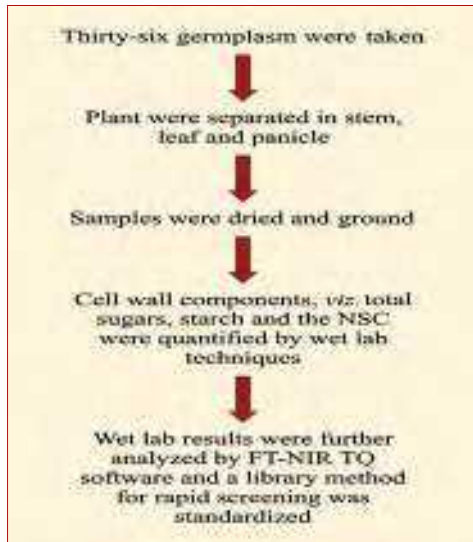 Thirty-six germplasm were taken
Plant were separated in stem,
leaf and panicle
Samples were dried and ground
Cell wall components, viz total
sugars, starch and the NSC
were quantified by wet lab
techniques
Wet lab results were further
analyzed by FT-NIR TQ
software and a library method
for rapid screening was
standardized